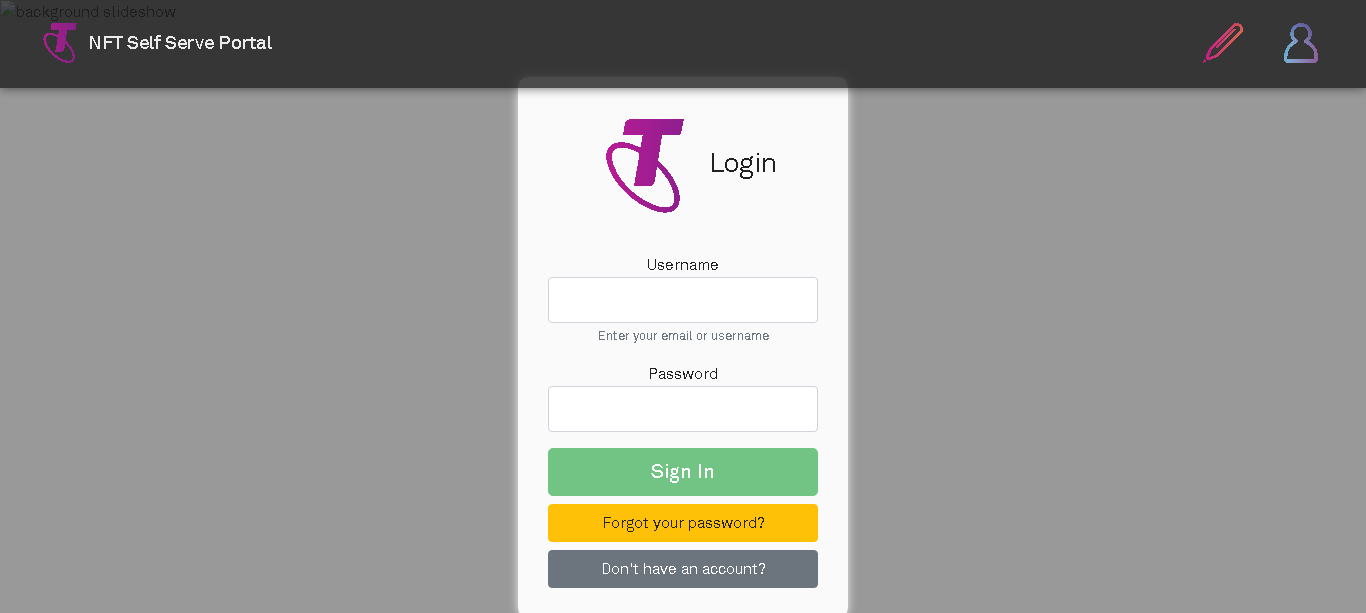 background slideshow
NFT Self Serve Portal
Login
Username
Enter your email or username
Password
Sign In
Forgot your password?
Don't have an account?